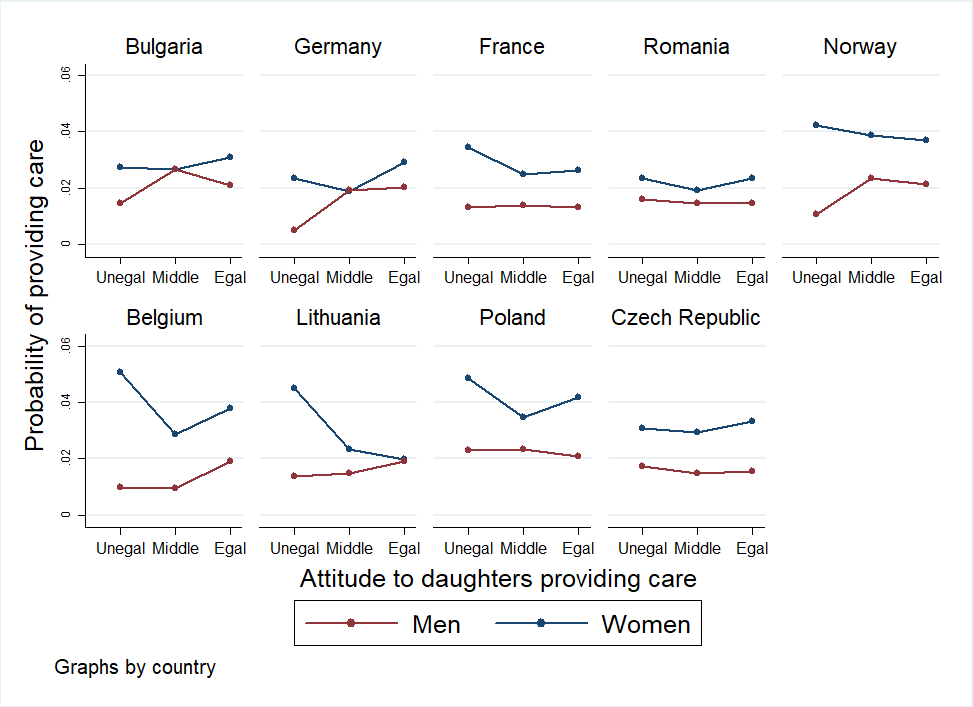 Bulgaria Germany France Romania Norway
.06
.04
.02
0
Unegal Middle Egal Unegal Middle Egal Unegal Middle Egal Unegal Middle Egal Unegal Middle Egal
Belgium Lithuania Poland Czech Republic
.06
.04
.02
0
Unegal Middle Egal Unegal Middle Egal Unegal Middle Egal Unegal Middle Egal
Probability of providing care
Attitude to daughters providing care
Men Women
Graphs by country